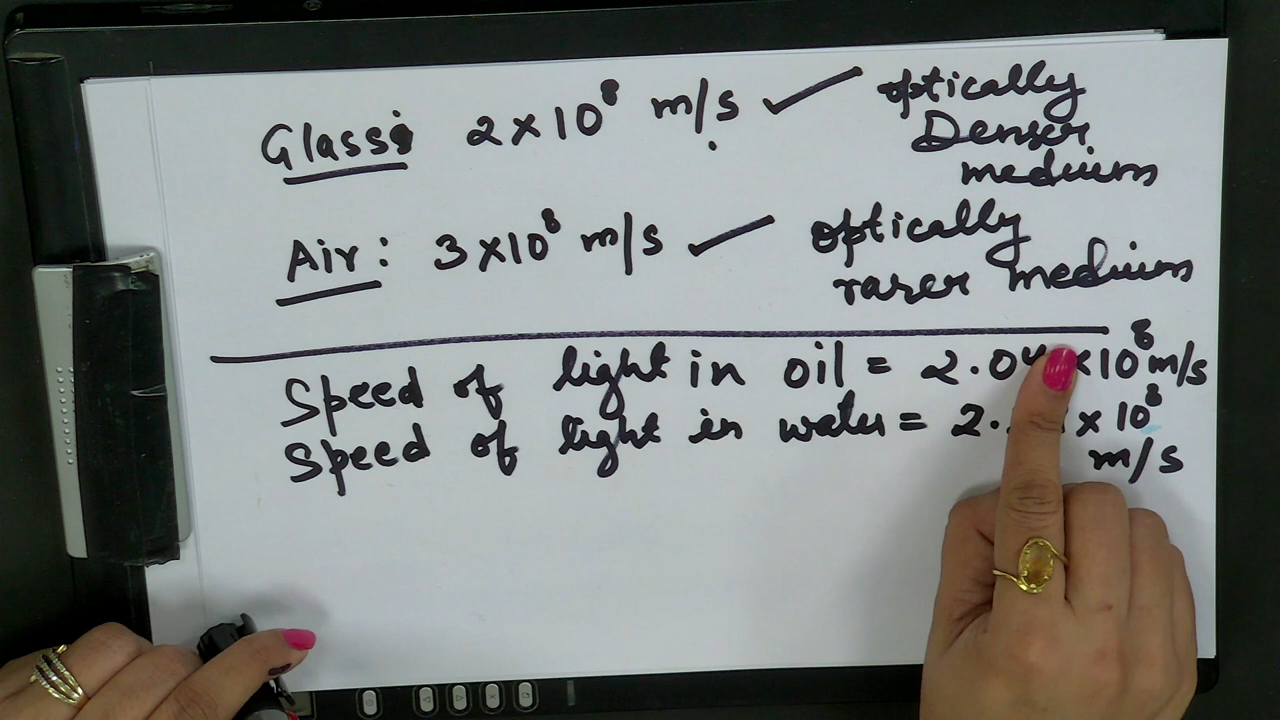 Glass: 2×10⁸ m/s ✓ optically
Denser
medium
Air: 3×10⁸ m/s ✓ optically
rarer medium
Speed of light in oil = 2.04 ×10⁸ m/s
Speed of light in water = 2. ×10⁸
m/s